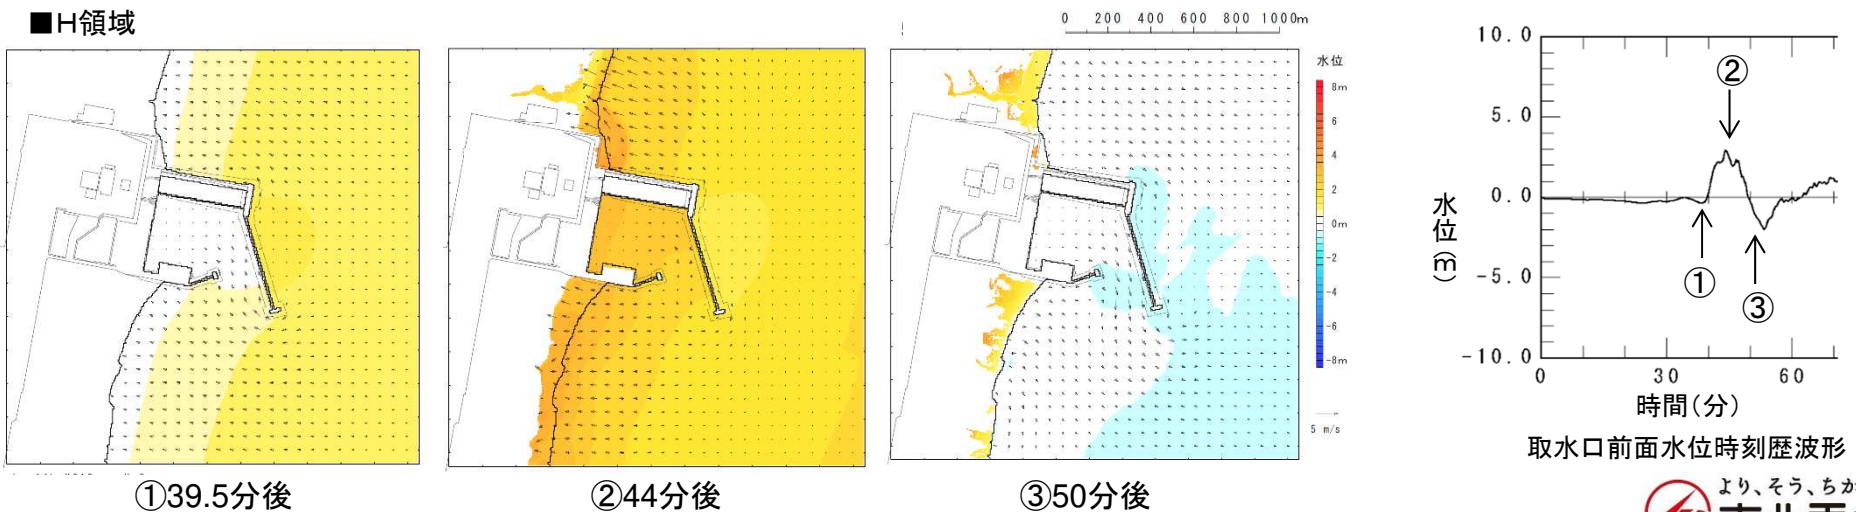 ■H領域
0 200 400 600 800 1000m
水位
8m
6
4
2
0m
-2
-4
-6
-8m
5 m/s
①39.5分後
②44分後
③50分後
10.0
5.0
0.0
-5.0
-10.0
水位(m)
②
①
③
0 30 60
時間(分)
取水口前面水位時刻歴波形
より、そう、ちか